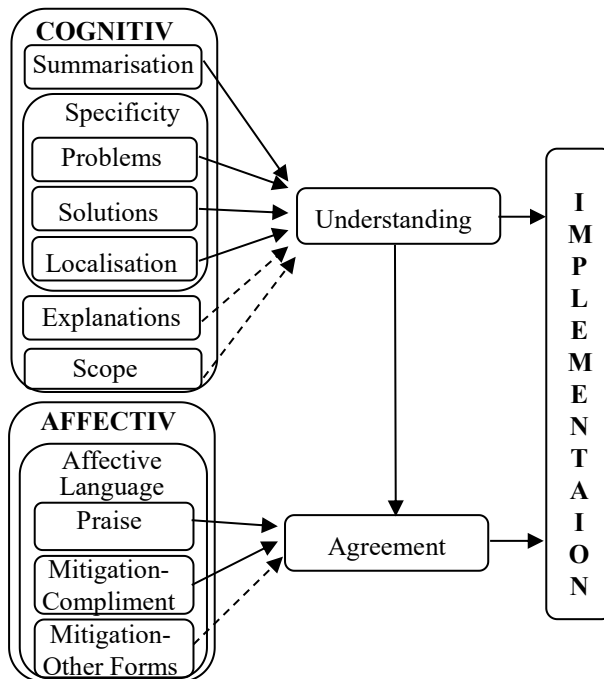 COGNITIV
Summarisation
Specificity
Problems
Solutions
Localisation
Explanations
Scope
AFFECTIV
Affective
Language
Praise
Mitigation-
Compliment
Mitigation-
Other Forms
Understanding
Agreement
I
M
P
L
E
M
E
N
T
A
I
O
N